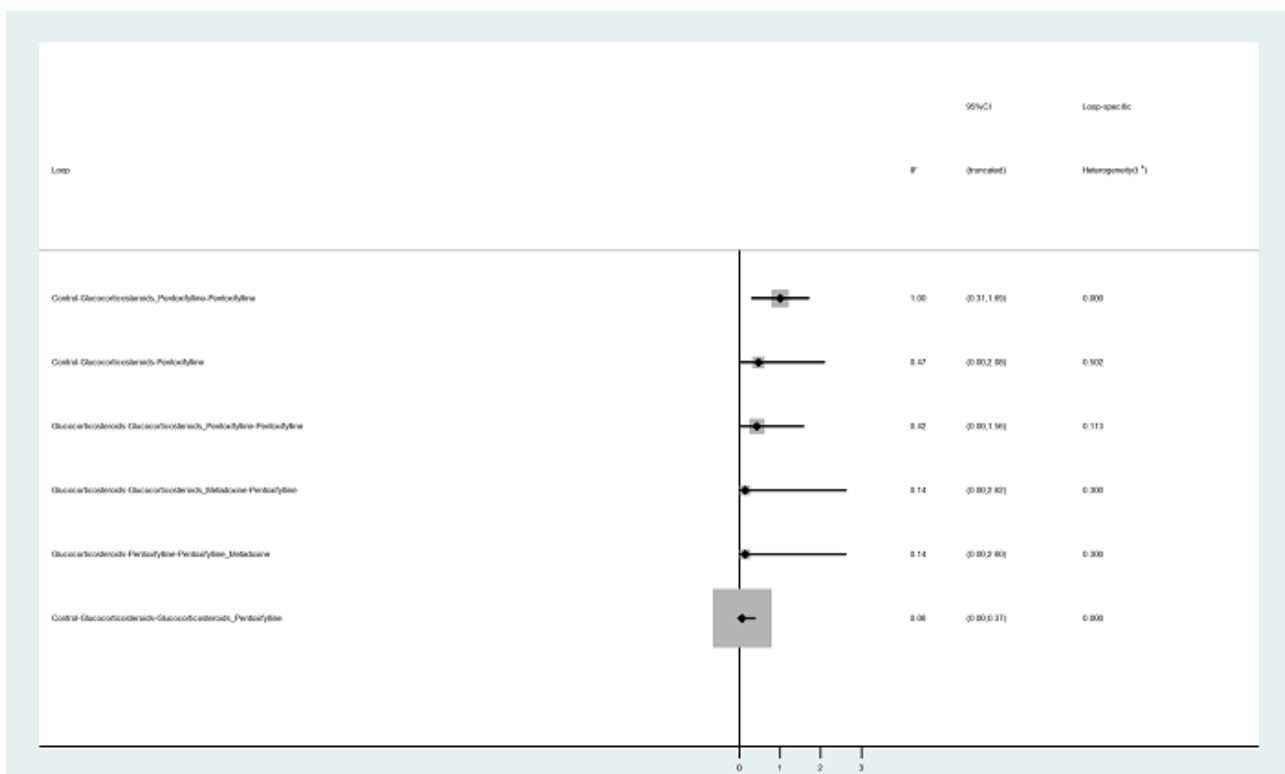 95%CI Loop-specific
Loop IF (truncated) Heterogeneity(τ²)
Control-Glucocorticosteroids_Pentoxifylline-Pentoxifylline 1.00 (0.31,1.69) 0.000
Control-Glucocorticosteroids-Pentoxifylline 0.47 (0.00,2.08) 0.502
Glucocorticosteroids-Glucocorticosteroids_Pentoxifylline-Pentoxifylline 0.42 (0.00,1.56) 0.113
Glucocorticosteroids-Glucocorticosteroids_Metadoxine-Pentoxifylline 0.14 (0.00,2.62) 0.300
Glucocorticosteroids-Pentoxifylline-Pentoxifylline_Metadoxine 0.14 (0.00,2.60) 0.300
Control-Glucocorticosteroids-Glucocorticosteroids_Pentoxifylline 0.06 (0.00,0.37) 0.000
0 1 2 3